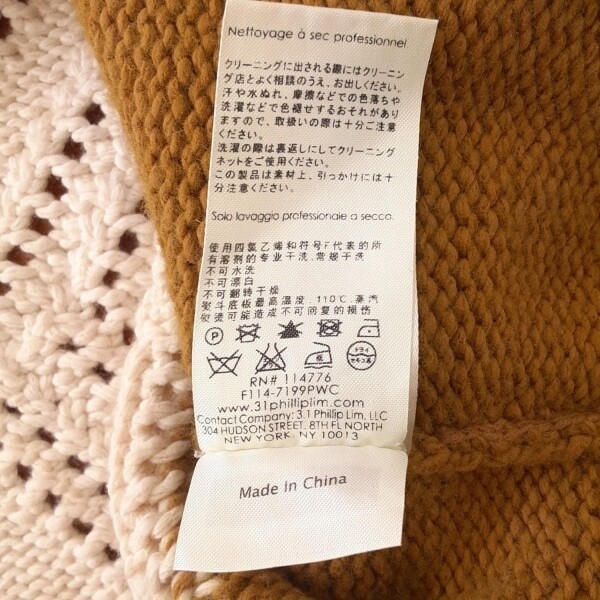 Nettoyage à sec professionnel
クリーニングに出される際にはクリーニン
グ店とよく相談のうえ、お出しください。
汗や水ぬれ、摩擦などでの色落ちや
洗濯などで色褪せするおそれがあり
ますので、取扱いの際は十分ご注意
ください。
洗濯の際は裏返しにしてクリーニング
ネットをご使用ください。
この製品は素材上、引っかけには十
分注意ください。
Solo lavaggio professionale a secco.
使用四氯乙烯和符号F代表的所
有溶剂的专业干洗.常规干洗
不可水洗
不可漂白
不可翻转干燥
熨斗底板最高温度:110℃.蒸汽
熨烫可能造成不可回复的损伤
P
低 ドライ セキユ系
RN# 114776
F114-7199PWC
www.31philliplim.com
Contact Company: 3.1 Phillip Lim, LLC
304 HUDSON STREET, 8TH FL NORTH
NEW YORK, NY 10013
Made In China